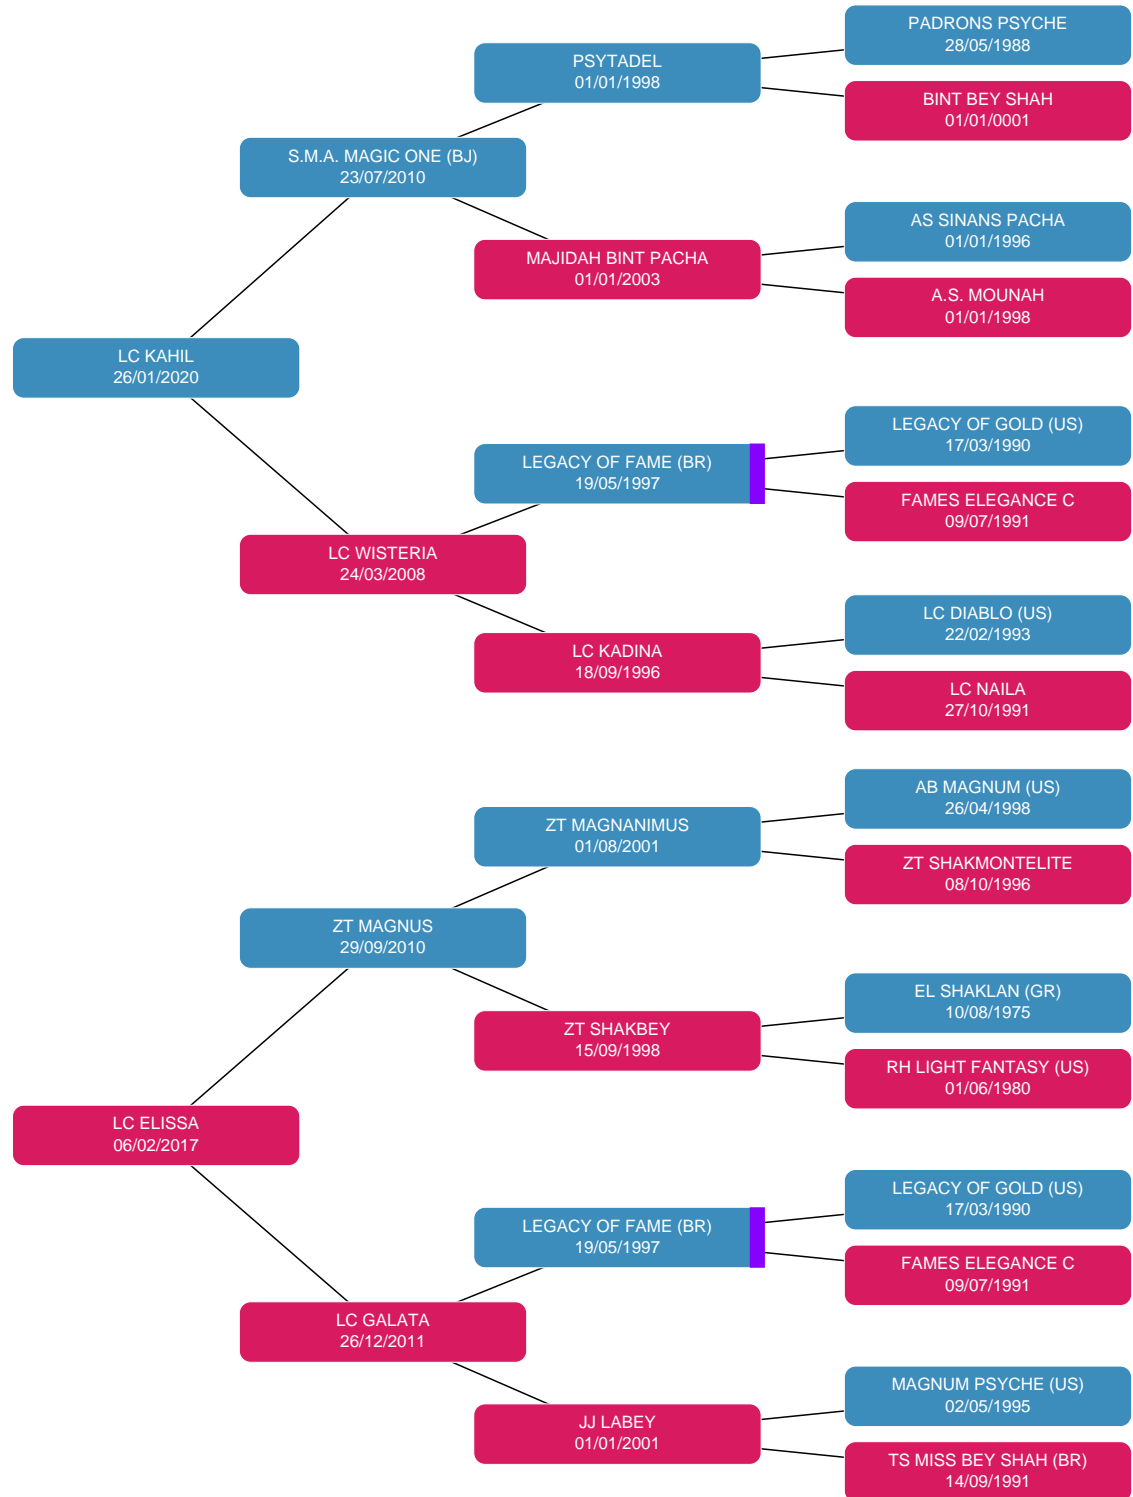 PADRONS PSYCHE
28/05/1988
PSYTADEL
01/01/1998
BINT BEY SHAH
01/01/0001
S.M.A. MAGIC ONE (BJ)
23/07/2010
AS SINANS PACHA
01/01/1996
MAJIDAH BINT PACHA
01/01/2003
A.S. MOUNAH
01/01/1998
LC KAHIL
26/01/2020
LEGACY OF GOLD (US)
17/03/1990
LEGACY OF FAME (BR)
19/05/1997
FAMES ELEGANCE C
09/07/1991
LC WISTERIA
24/03/2008
LC DIABLO (US)
22/02/1993
LC KADINA
18/09/1996
LC NAILA
27/10/1991
AB MAGNUM (US)
26/04/1998
ZT MAGNANIMUS
01/08/2001
ZT SHAKMONTELITE
08/10/1996
ZT MAGNUS
29/09/2010
EL SHAKLAN (GR)
10/08/1975
ZT SHAKBEY
15/09/1998
RH LIGHT FANTASY (US)
01/06/1980
LC ELISSA
06/02/2017
LEGACY OF GOLD (US)
17/03/1990
LEGACY OF FAME (BR)
19/05/1997
FAMES ELEGANCE C
09/07/1991
LC GALATA
26/12/2011
MAGNUM PSYCHE (US)
02/05/1995
JJ LABEY
01/01/2001
TS MISS BEY SHAH (BR)
14/09/1991